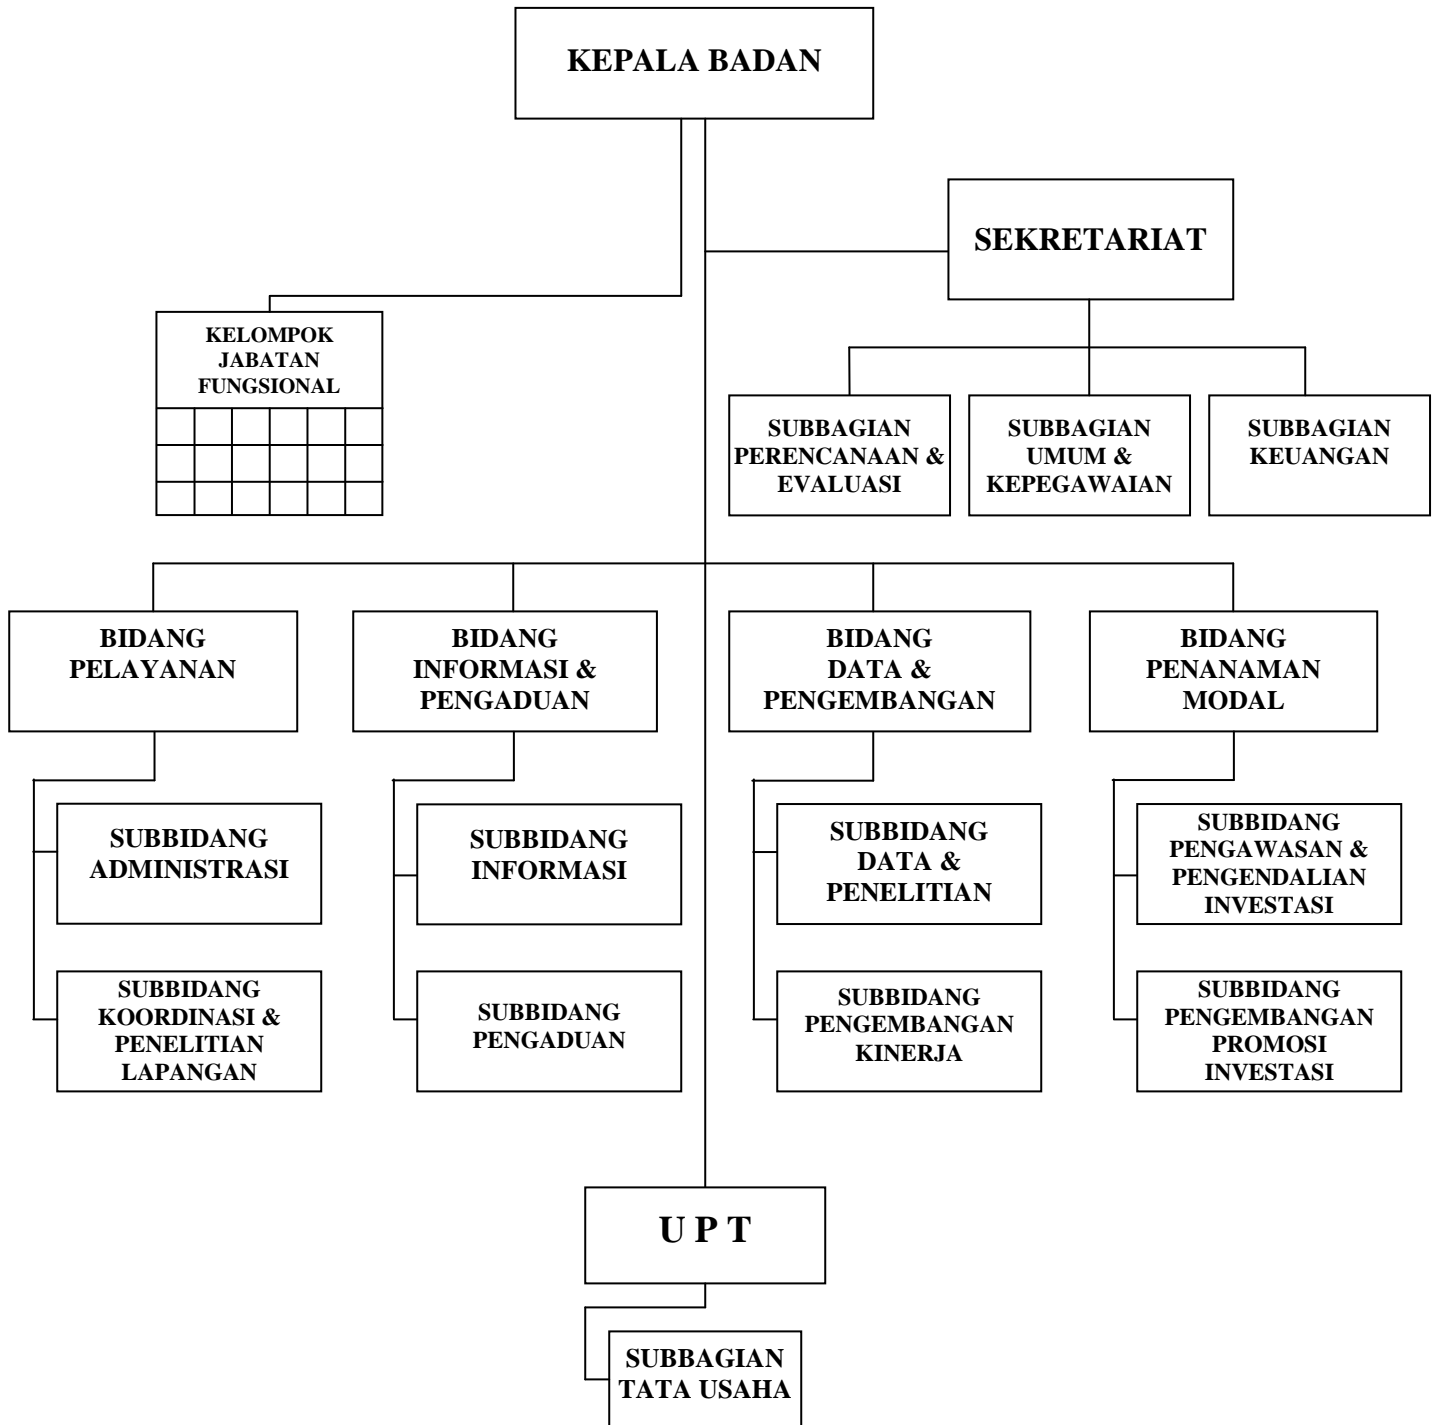 KEPALA BADAN
SEKRETARIAT
KELOMPOK
JABATAN
FUNGSIONAL
SUBBAGIAN
PERENCANAAN &
EVALUASI
SUBBAGIAN
UMUM &
KEPEGAWAIAN
SUBBAGIAN
KEUANGAN
BIDANG
PELAYANAN
BIDANG
INFORMASI &
PENGADUAN
BIDANG
DATA &
PENGEMBANGAN
BIDANG
PENANAMAN
MODAL
SUBBIDANG
ADMINISTRASI
SUBBIDANG
INFORMASI
SUBBIDANG
DATA &
PENELITIAN
SUBBIDANG
PENGAWASAN &
PENGENDALIAN
INVESTASI
SUBBIDANG
KOORDINASI &
PENELITIAN
LAPANGAN
SUBBIDANG
PENGADUAN
SUBBIDANG
PENGEMBANGAN
KINERJA
SUBBIDANG
PENGEMBANGAN
PROMOSI
INVESTASI
U P T
SUBBAGIAN
TATA USAHA